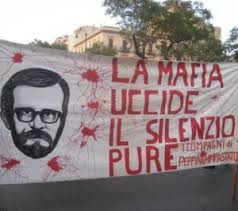 LA MAFIA
UCCIDE
IL SILENZIO
PURE
I COMPAGNI di
PEPPINO IMPASTATO